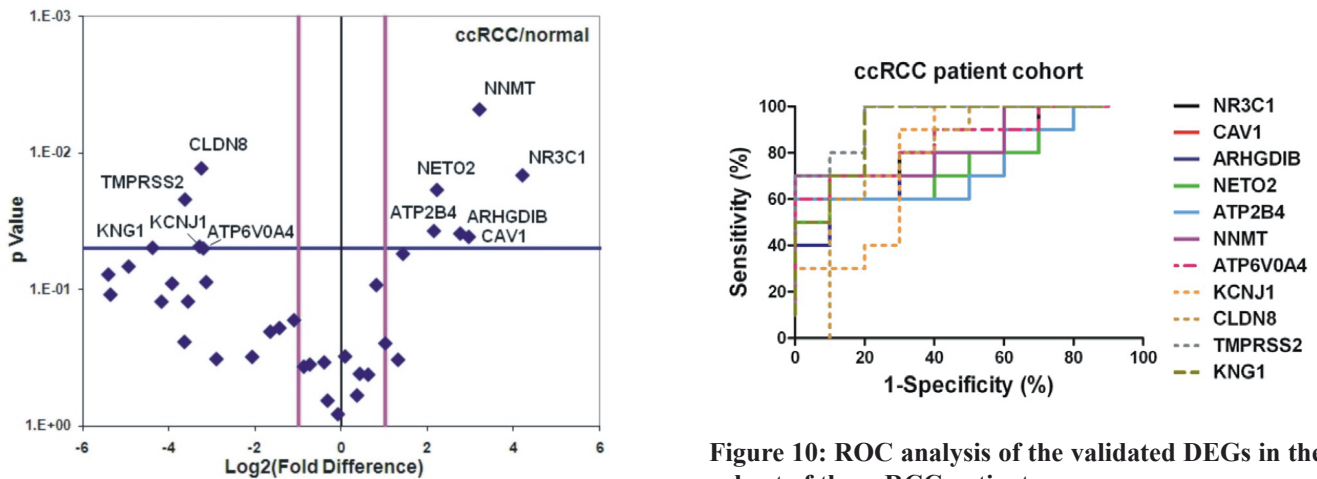 1.E-03
ccRCC/normal
NNMT
1.E-02
CLDN8
NR3C1
NETO2
TMPRSS2
KCNJ1
ATP2B4
ARHGDIB
KNG1
ATP6V0A4
CAV1
p Value
1.E-01
1.E+00
-6 -4 -2 0 2 4 6
Log2(Fold Difference)
ccRCC patient cohort
100
80
60
40
20
0
Sensitivity (%)
0 20 40 60 80 100
1-Specificity (%)
NR3C1
CAV1
ARHGDIB
NETO2
ATP2B4
NNMT
ATP6V0A4
KCNJ1
CLDN8
TMPRSS2
KNG1
Figure 10: ROC analysis of the validated DEGs in the